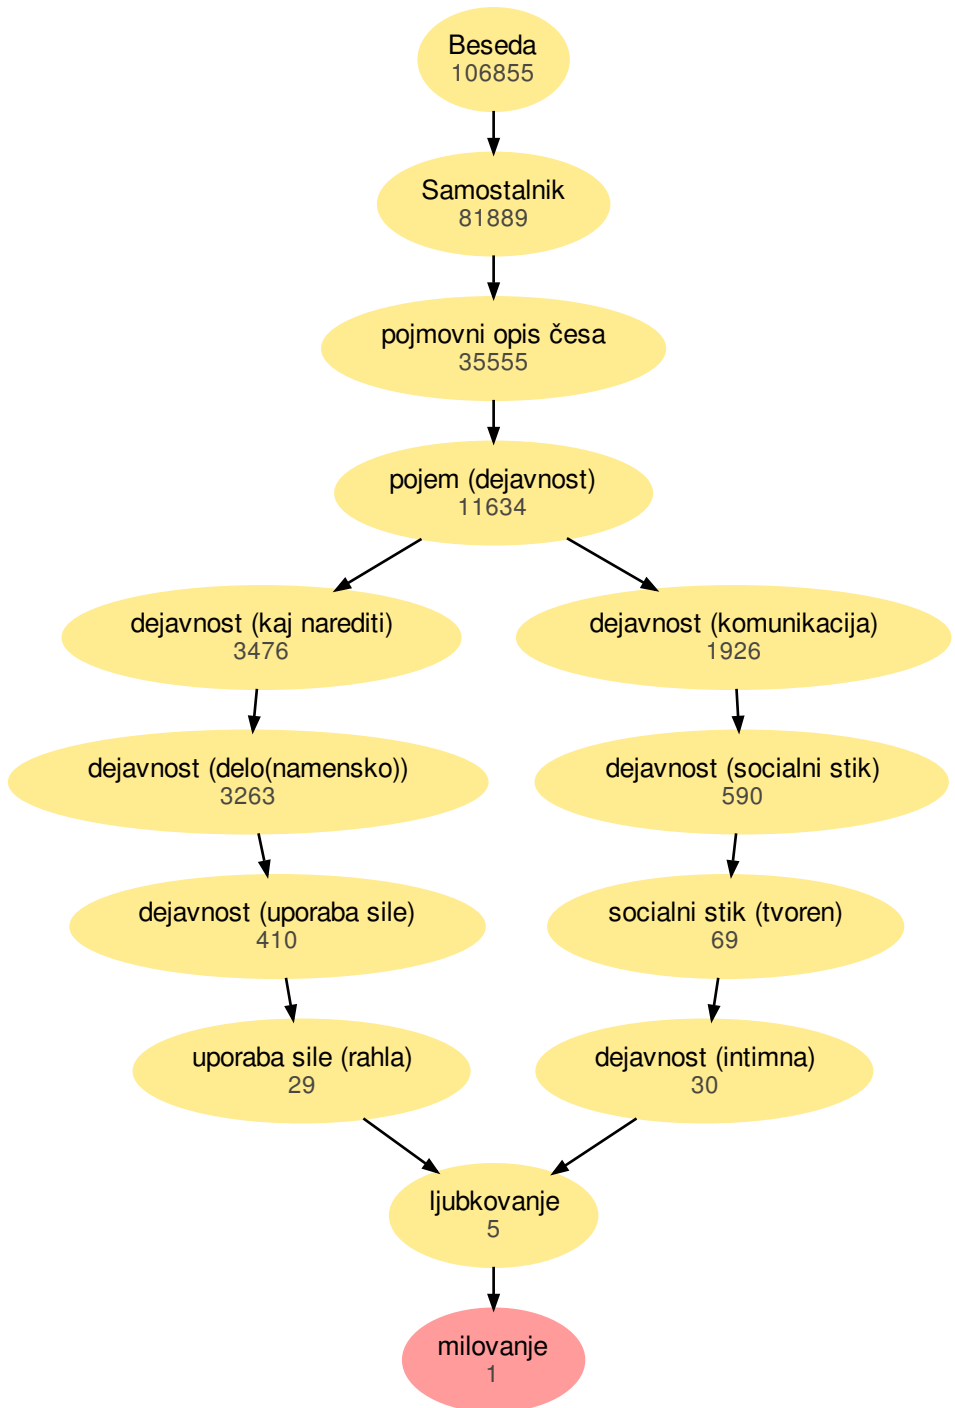 Beseda
106855
Samostalnik
81889
pojmovni opis česa
35555
pojem (dejavnost)
11634
dejavnost (kaj narediti)
3476
dejavnost (komunikacija)
1926
dejavnost (delo(namensko))
3263
dejavnost (socialni stik)
590
dejavnost (uporaba sile)
410
socialni stik (tvoren)
69
uporaba sile (rahla)
29
dejavnost (intimna)
30
ljubkovanje
5
milovanje
1